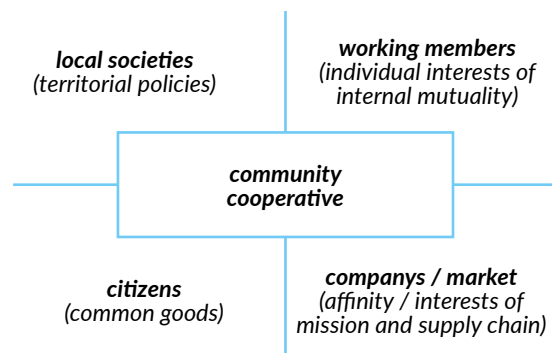 local societies
(territorial policies)
working members
(individual interests of
internal mutuality)
community
cooperative
citizens
(common goods)
companys / market
(affinity / interests of
mission and supply chain)